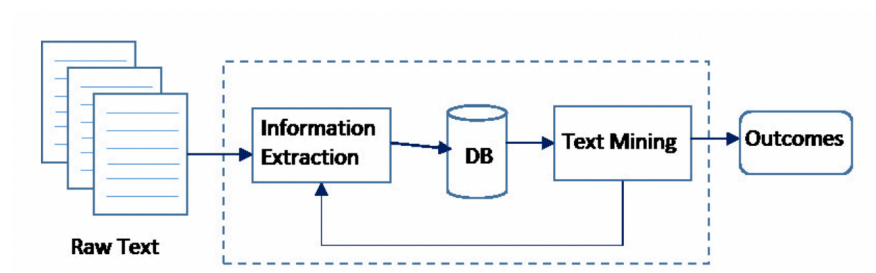 Raw Text
Information
Extraction
DB
Text Mining
Outcomes